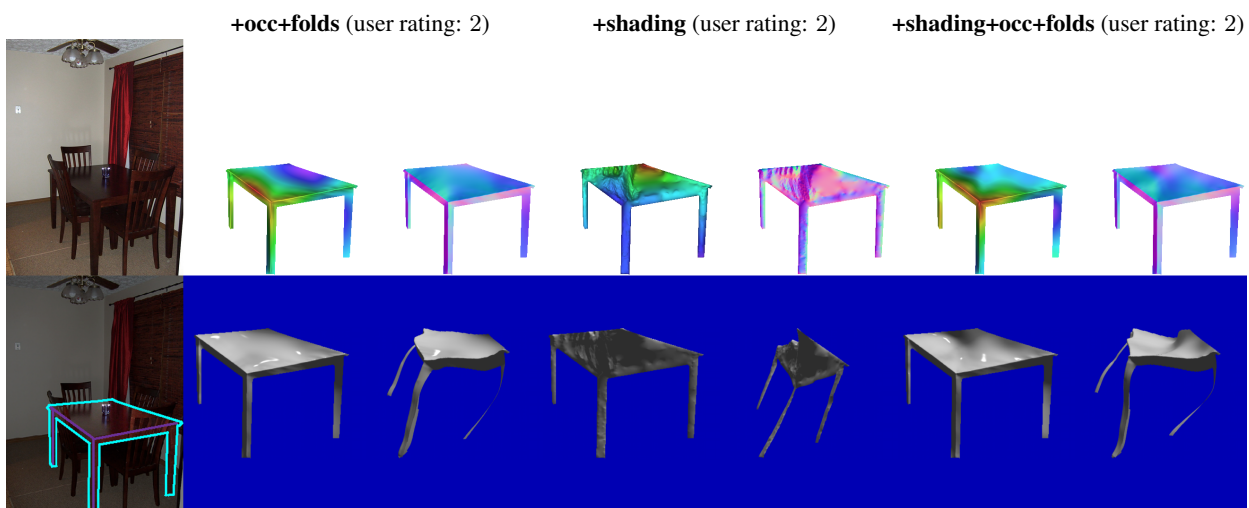 +occ+folds (user rating: 2) +shading (user rating: 2) +shading+occ+folds (user rating: 2)